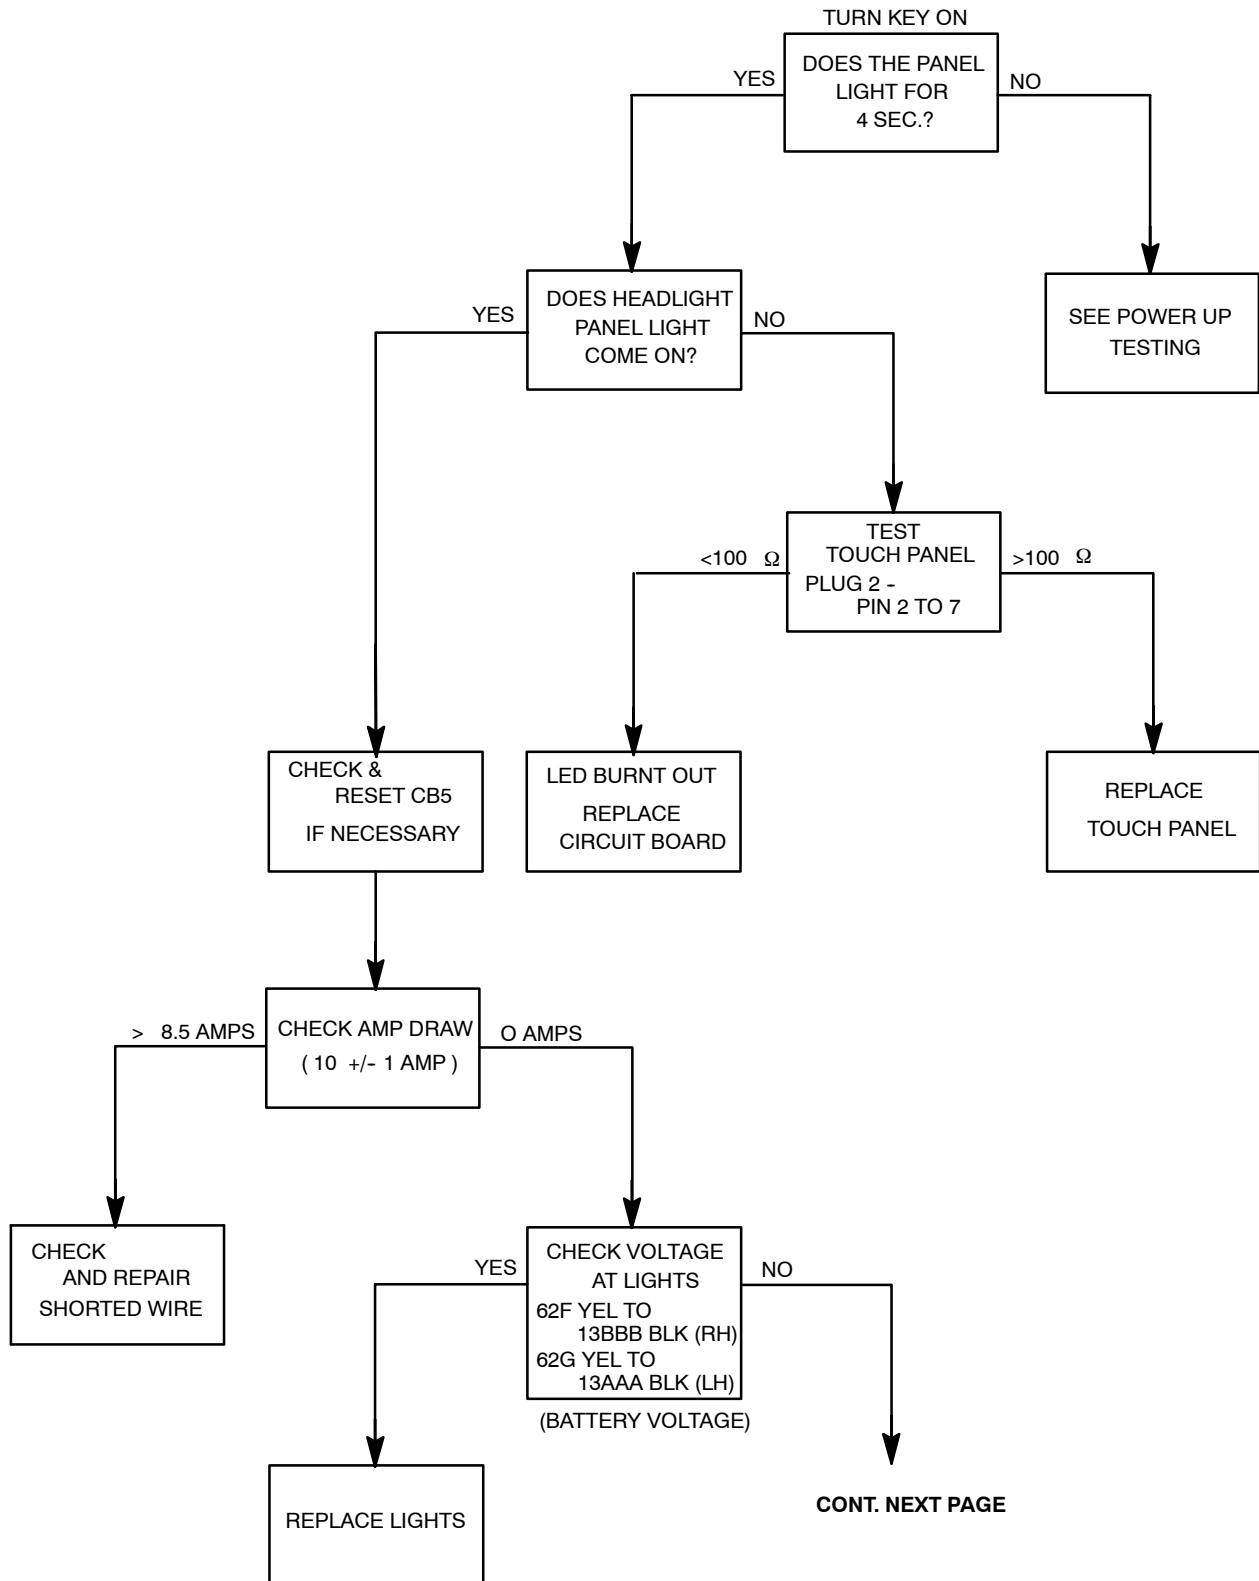 TURN KEY ON
DOES THE PANEL
LIGHT FOR
4 SEC.?
YES
NO
DOES HEADLIGHT
PANEL LIGHT
COME ON?
YES
NO
SEE POWER UP
TESTING
TEST
TOUCH PANEL
PLUG 2 -
PIN 2 TO 7
<100 Ω
>100 Ω
CHECK &
RESET CB5
IF NECESSARY
LED BURNT OUT
REPLACE
CIRCUIT BOARD
REPLACE
TOUCH PANEL
CHECK AMP DRAW
( 10 +/- 1 AMP )
> 8.5 AMPS
O AMPS
CHECK
AND REPAIR
SHORTED WIRE
CHECK VOLTAGE
AT LIGHTS
62F YEL TO
13BBB BLK (RH)
62G YEL TO
13AAA BLK (LH)
(BATTERY VOLTAGE)
YES
NO
REPLACE LIGHTS
CONT. NEXT PAGE